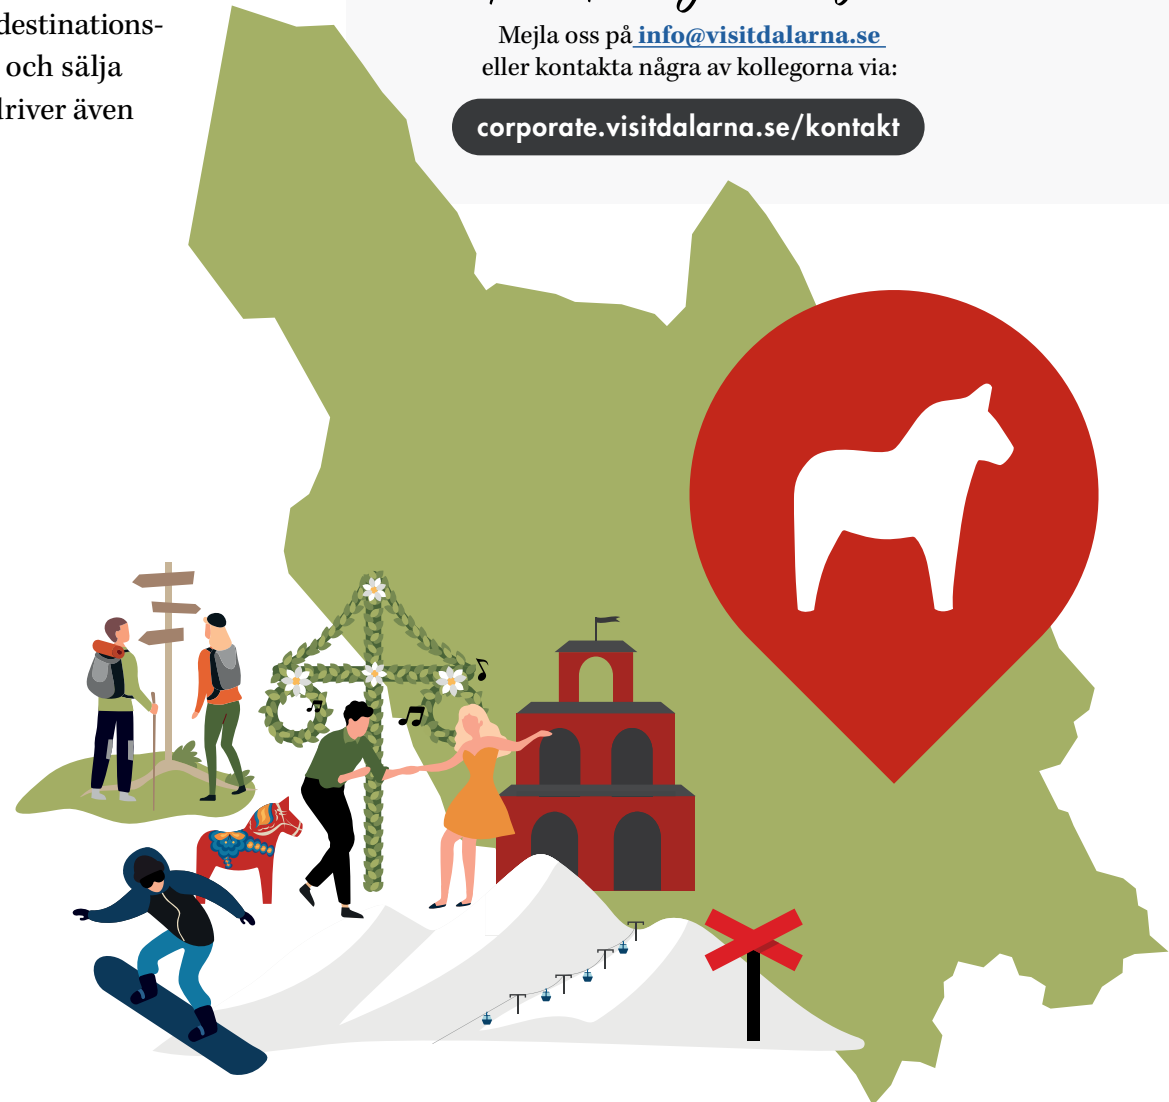 destinations-
och sälja
driver även
Mejla oss på info@visitdalarna.se
eller kontakta några av kollegorna via:
corporate.visitdalarna.se/kontakt